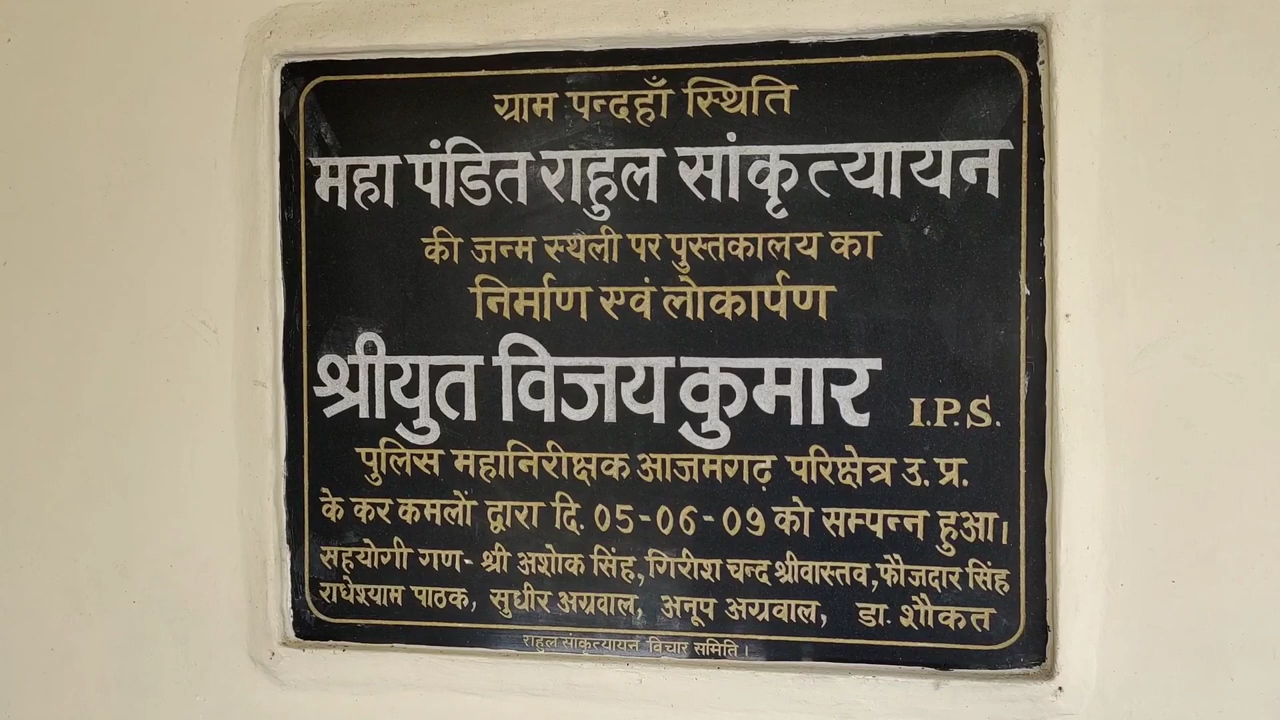 ग्राम पन्दहाँ स्थिति
महा पंडित राहुल सांकृत्यायन
की जन्म स्थली पर पुस्तकालय का
निर्माण एवं लोकार्पण
श्रीयुत विजय कुमार I.P.S.
पुलिस महानिरीक्षक आजमगढ़ परिक्षेत्र उ. प्र.
के कर कमलों द्वारा दि. 05-06-09 को सम्पन्न हुआ।
सहयोगी गण- श्री अशोक सिंह, गिरीश चन्द श्रीवास्तव, फौजदार सिंह
राधेश्याम पाठक, सुधीर अग्रवाल, अनूप अग्रवाल, डा. शौकत
राहुल सांकृत्यायन विचार समिति।